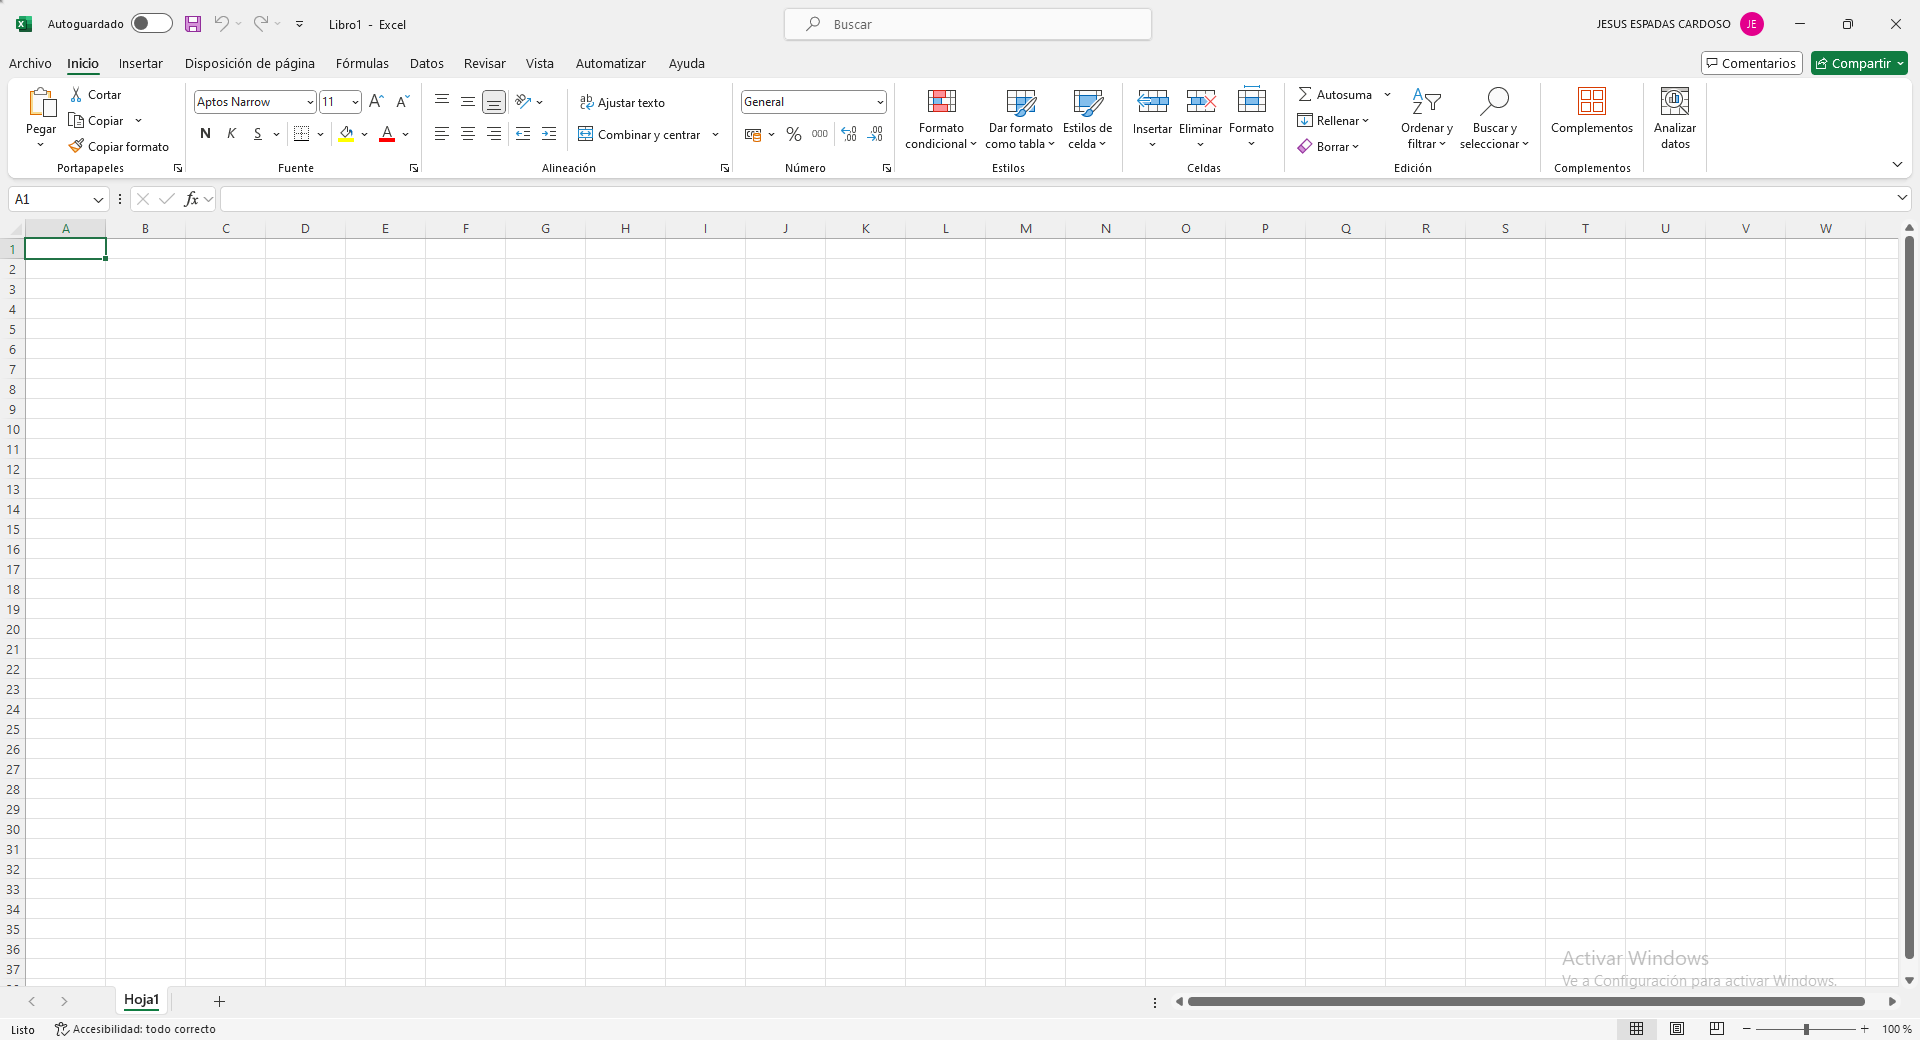 Autoguardado
Libro1 - Excel
Buscar
JESUS ESPADAS CARDOSO
JE
Archivo Inicio Insertar Disposición de página Fórmulas Datos Revisar Vista Automatizar Ayuda
Comentarios Compartir
Pegar
Cortar
Copiar
Copiar formato
Portapapeles
Aptos Narrow 11
N K S
Fuente
Ajustar texto
Combinar y centrar
Alineación
General
% 000
Número
Formato condicional
Dar formato como tabla
Estilos de celda
Estilos
Insertar Eliminar Formato
Celdas
Autosuma
Rellenar
Borrar
Ordenar y filtrar
Buscar y seleccionar
Edición
Complementos
Complementos
Analizar datos
A1
fx
A B C D E F G H I J K L M N O P Q R S T U V W
1
2
3
4
5
6
7
8
9
10
11
12
13
14
15
16
17
18
19
20
21
22
23
24
25
26
27
28
29
30
31
32
33
34
35
36
37
Activar Windows
Ve a Configuración para activar Windows.
Hoja1
Listo
Accesibilidad: todo correcto
100 %